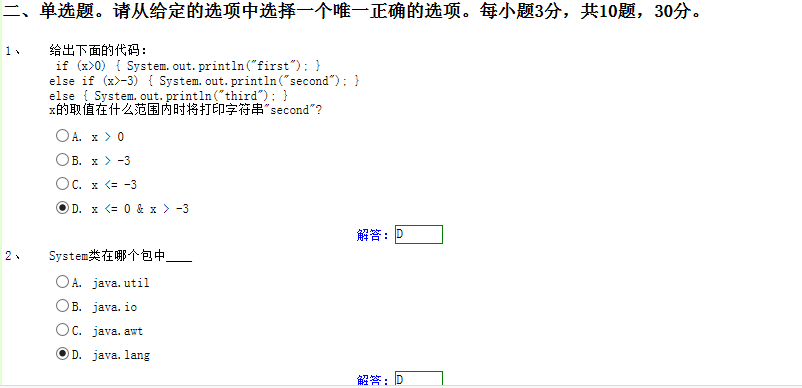 二、单选题。请从给定的选项中选择一个唯一正确的选项。每小题3分，共10题，30分。
1、 给出下面的代码：
if (x>0) { System.out.println("first"); }
else if (x>-3) { System.out.println("second"); }
else { System.out.println("third"); }
x的取值在什么范围内时将打印字符串"second"?
A. x > 0
B. x > -3
C. x <= -3
D. x <= 0 & x > -3
解答： D
2、 System类在哪个包中____
A. java.util
B. java.io
C. java.awt
D. java.lang
解答： D